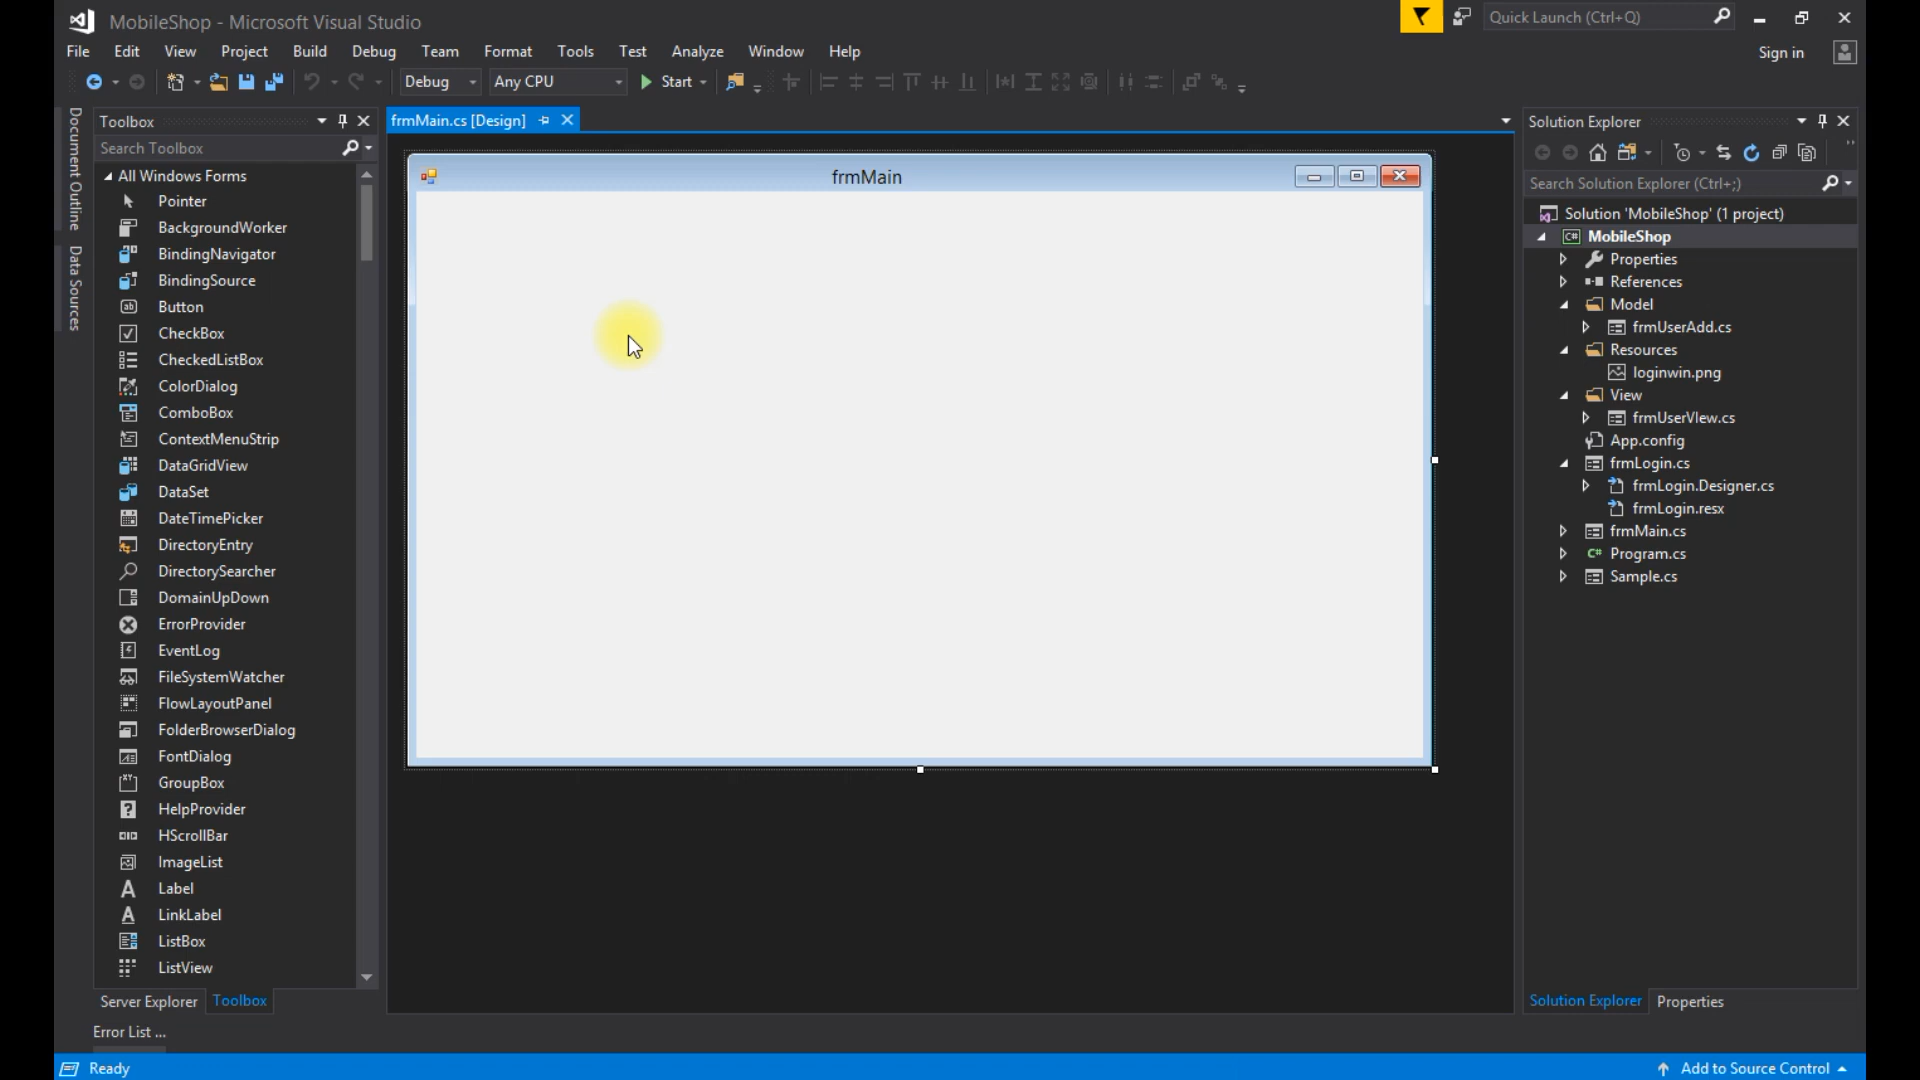 MobileShop - Microsoft Visual Studio
Quick Launch (Ctrl+Q)
File Edit View Project Build Debug Team Format Tools Test Analyze Window Help
Sign in
Debug Any CPU Start
Document Outline
Data Sources
Toolbox
Search Toolbox
All Windows Forms
Pointer
BackgroundWorker
BindingNavigator
BindingSource
Button
CheckBox
CheckedListBox
ColorDialog
ComboBox
ContextMenuStrip
DataGridView
DataSet
DateTimePicker
DirectoryEntry
DirectorySearcher
DomainUpDown
ErrorProvider
EventLog
FileSystemWatcher
FlowLayoutPanel
FolderBrowserDialog
FontDialog
GroupBox
HelpProvider
HScrollBar
ImageList
Label
LinkLabel
ListBox
ListView
Server Explorer Toolbox
Error List ...
frmMain.cs [Design]
frmMain
Solution Explorer
Search Solution Explorer (Ctrl+;)
Solution 'MobileShop' (1 project)
MobileShop
Properties
References
Model
frmUserAdd.cs
Resources
loginwin.png
View
frmUserVIew.cs
App.config
frmLogin.cs
frmLogin.Designer.cs
frmLogin.resx
frmMain.cs
Program.cs
Sample.cs
Solution Explorer Properties
Ready
Add to Source Control